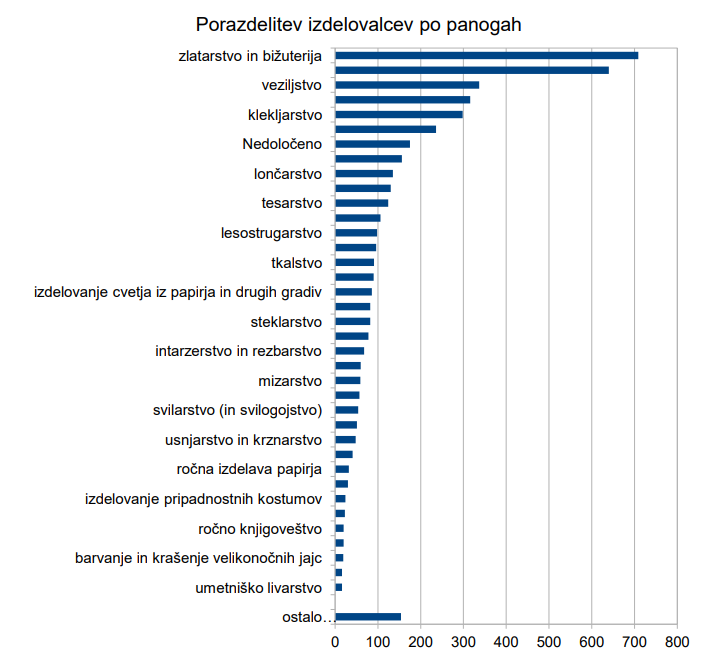 Porazdelitev izdelovalcev po panogah
zlatarstvo in bižuterija
veziljstvo
klekljarstvo
Nedoločeno
lončarstvo
tesarstvo
lesostrugarstvo
tkalstvo
izdelovanje cvetja iz papirja in drugih gradiv
steklarstvo
intarzerstvo in rezbarstvo
mizarstvo
svilarstvo (in svilogojstvo)
usnjarstvo in krznarstvo
ročna izdelava papirja
izdelovanje pripadnostnih kostumov
ročno knjigoveštvo
barvanje in krašenje velikonočnih jajc
umetniško livarstvo
ostalo…
0 100 200 300 400 500 600 700 800